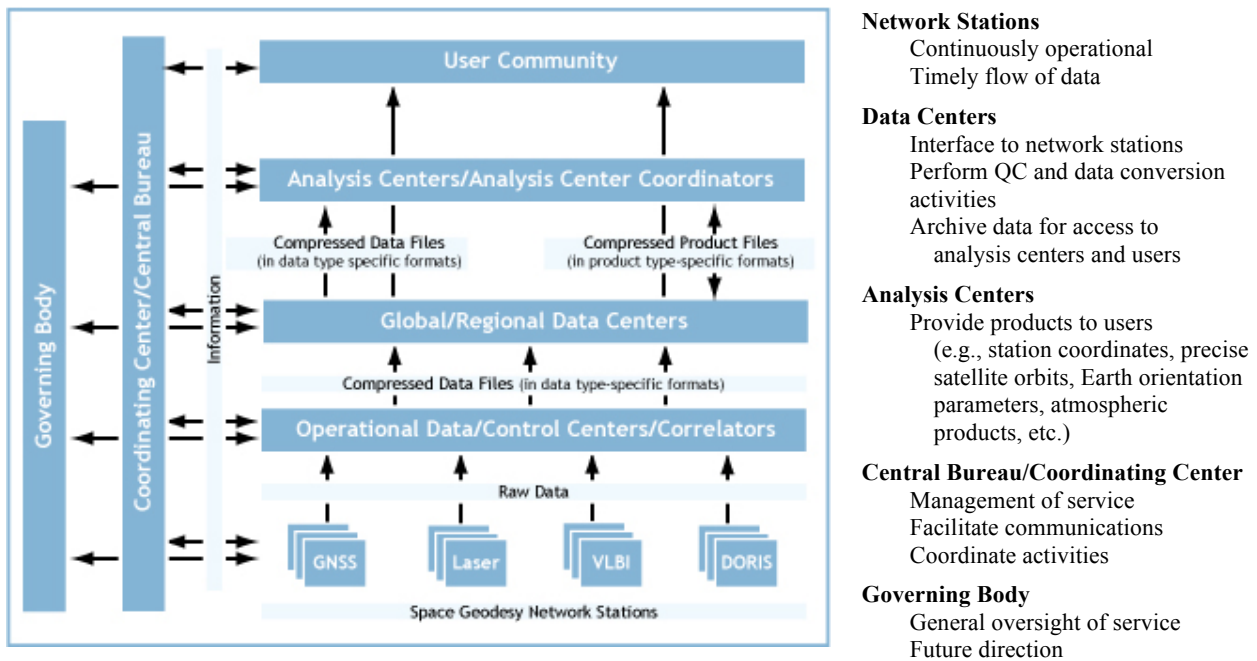 User Community
Analysis Centers/Analysis Center Coordinators
Compressed Data Files
(in data type specific formats)
Compressed Product Files
(in product type-specific formats)
Global/Regional Data Centers
Compressed Data Files (in data type-specific formats)
Operational Data/Control Centers/Correlators
Raw Data
GNSS
Laser
VLBI
DORIS
Space Geodesy Network Stations
Governing Body
Coordinating Center/Central Bureau
Information
Network Stations
Continuously operational
Timely flow of data
Data Centers
Interface to network stations
Perform QC and data conversion
activities
Archive data for access to
analysis centers and users
Analysis Centers
Provide products to users
(e.g., station coordinates, precise
satellite orbits, Earth orientation
parameters, atmospheric
products, etc.)
Central Bureau/Coordinating Center
Management of service
Facilitate communications
Coordinate activities
Governing Body
General oversight of service
Future direction